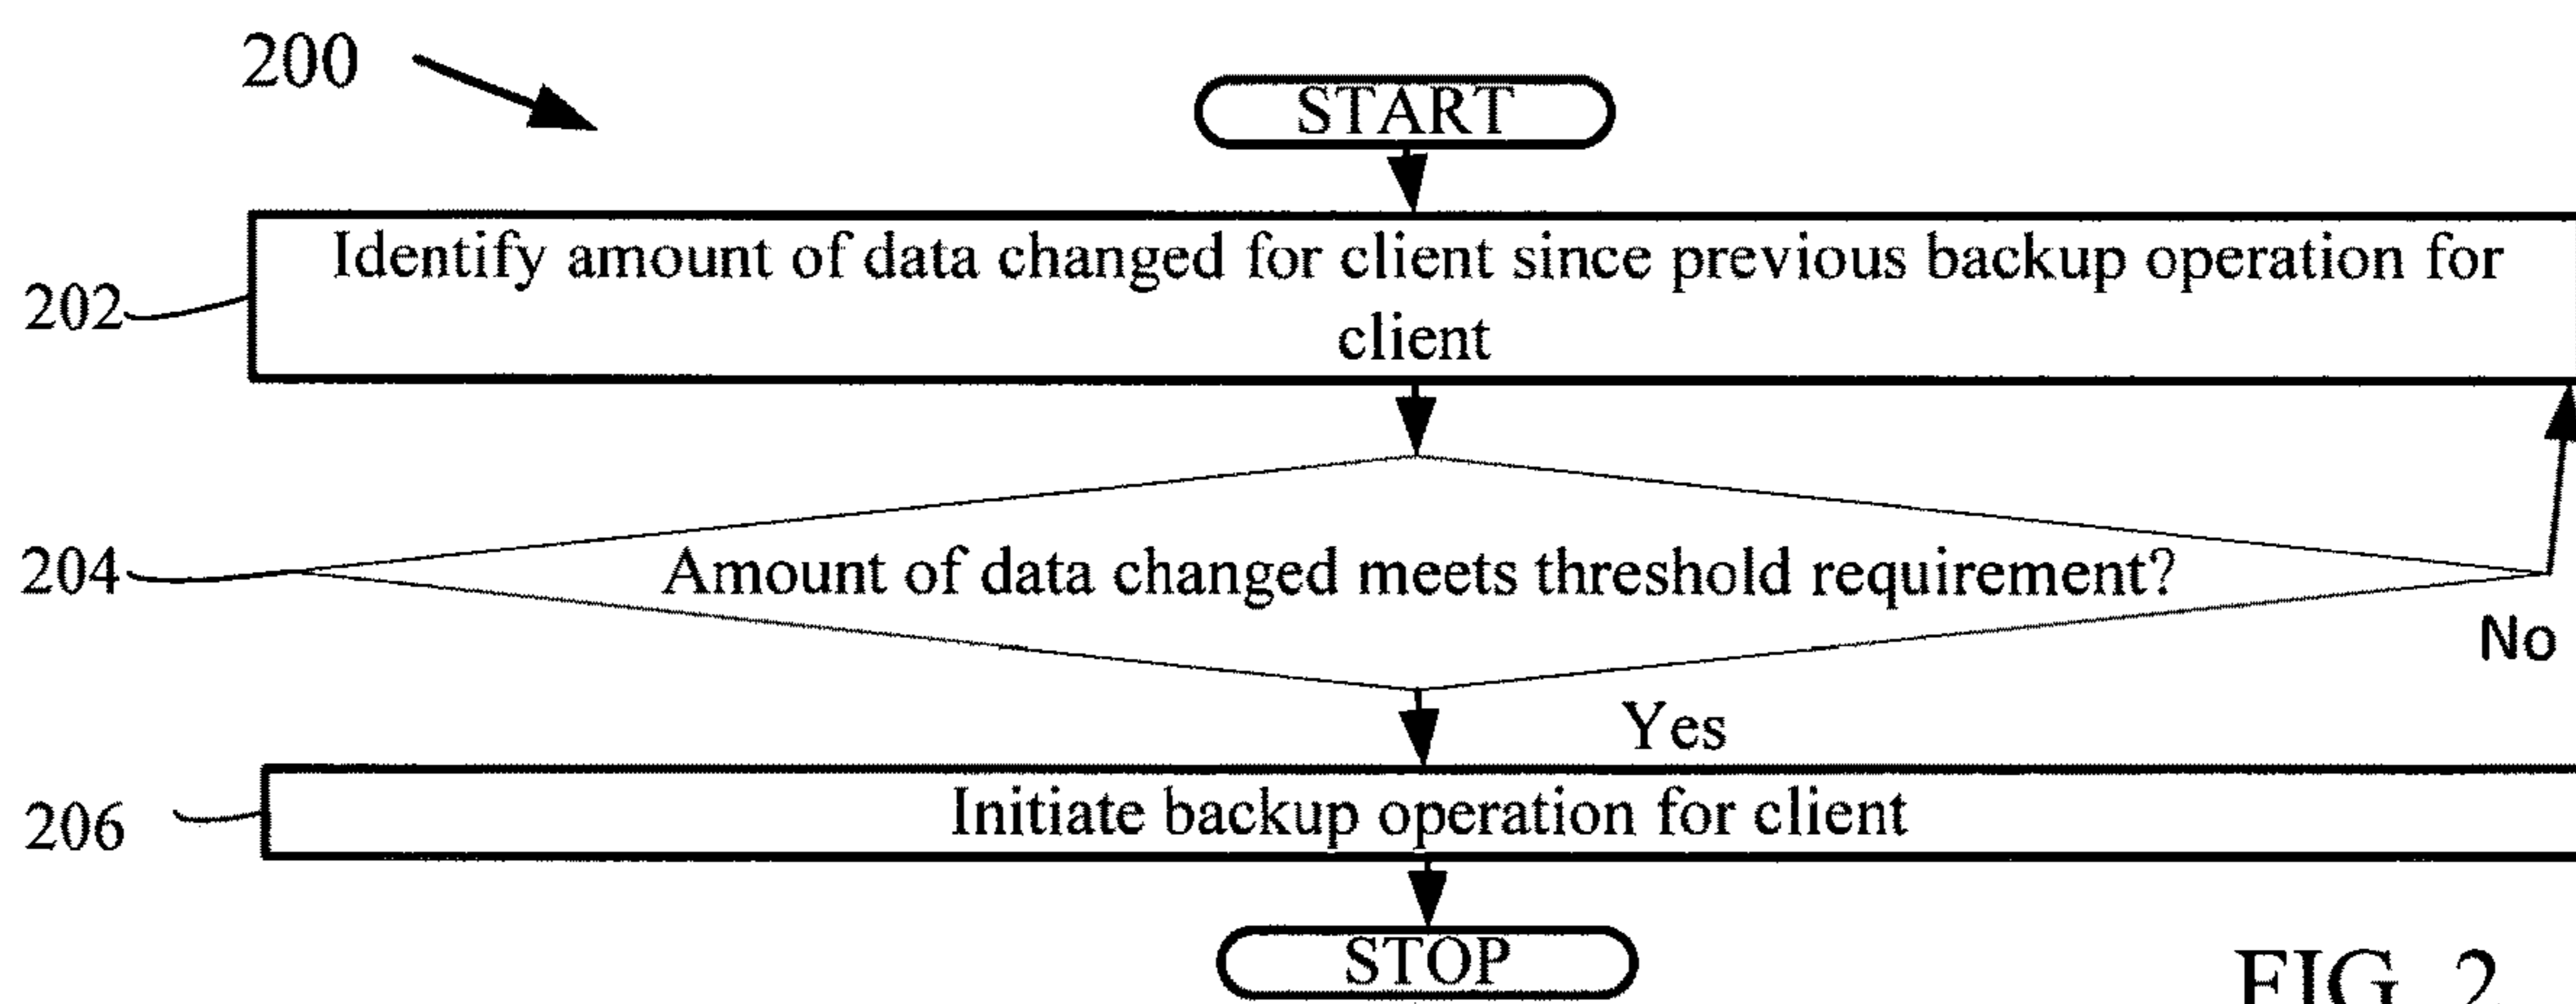 200
START
Identify amount of data changed for client since previous backup operation for
client
202
204
Amount of data changed meets threshold requirement?
No
Yes
206
Initiate backup operation for client
STOP
FIG. 2